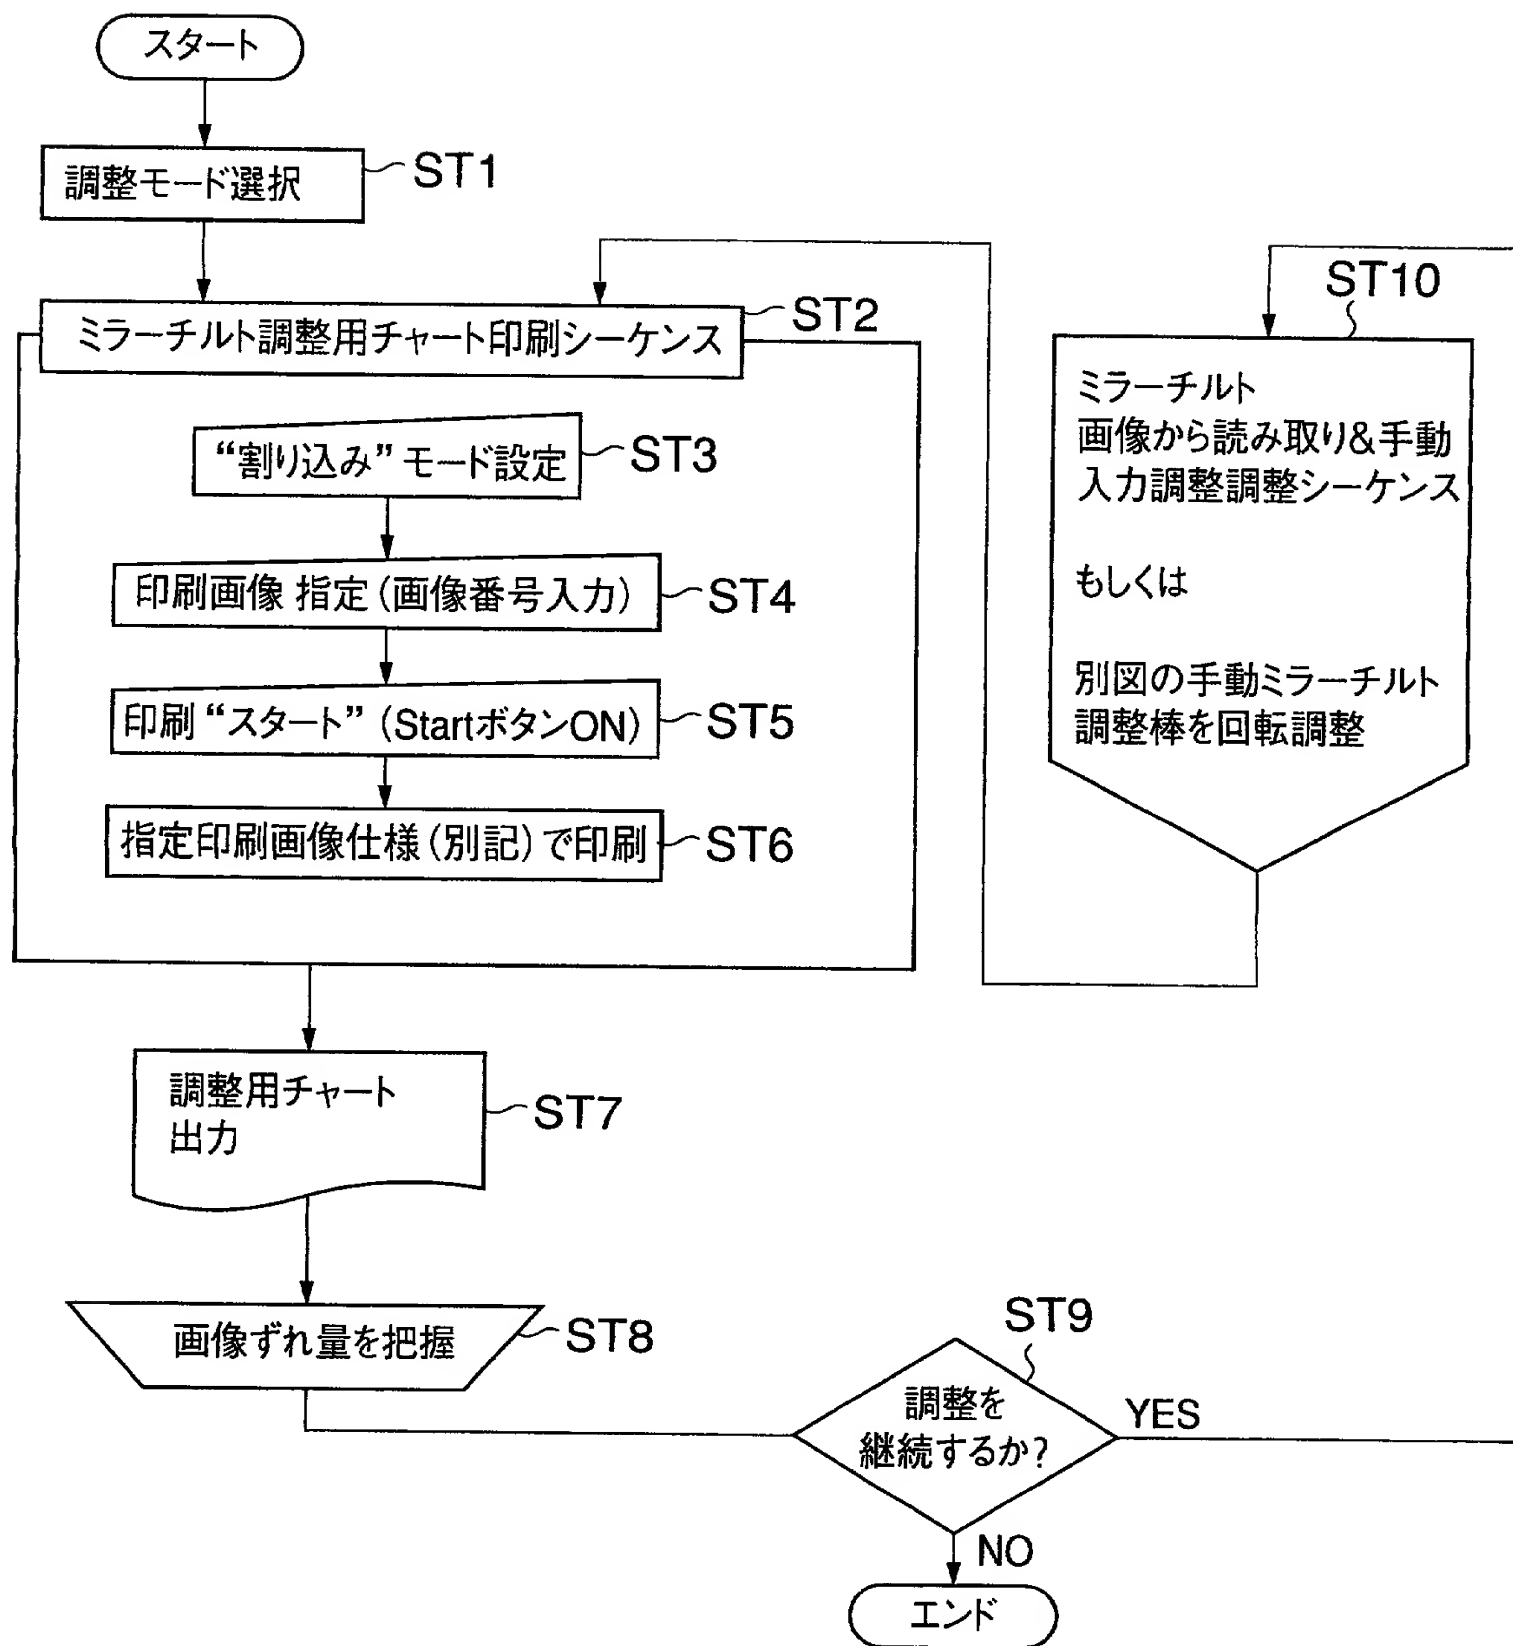 スタート
調整モード選択
ST1
ミラーチルト調整用チャート印刷シーケンス
ST2
“割り込み”モード設定
ST3
印刷画像 指定(画像番号入力)
ST4
印刷“スタート”(StartボタンON)
ST5
指定印刷画像仕様(別記)で印刷
ST6
調整用チャート
出力
ST7
画像ずれ量を把握
ST8
ST9
調整を
継続するか?
YES
NO
エンド
ST10
ミラーチルト
画像から読み取り&手動
入力調整調整シーケンス
もしくは
別図の手動ミラーチルト
調整棒を回転調整